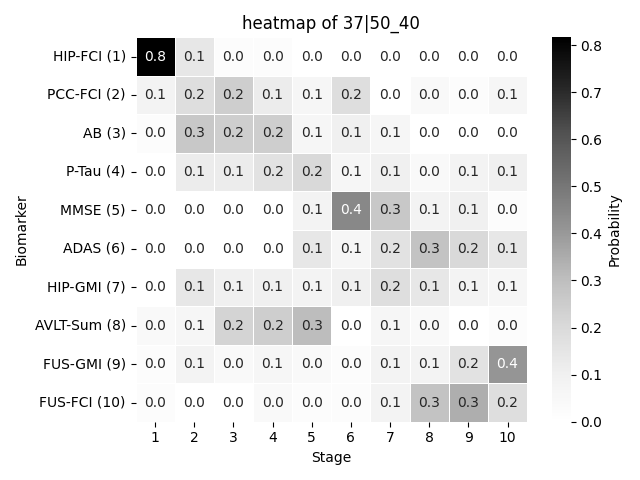 heatmap of 37|50_40
HIP-FCI (1) 0.8 0.1 0.0 0.0 0.0 0.0 0.0 0.0 0.0 0.0
PCC-FCI (2) 0.1 0.2 0.2 0.1 0.1 0.2 0.0 0.0 0.0 0.1
AB (3) 0.0 0.3 0.2 0.2 0.1 0.1 0.1 0.0 0.0 0.0
P-Tau (4) 0.0 0.1 0.1 0.2 0.2 0.1 0.1 0.0 0.1 0.1
MMSE (5) 0.0 0.0 0.0 0.0 0.1 0.4 0.3 0.1 0.1 0.0
ADAS (6) 0.0 0.0 0.0 0.0 0.1 0.1 0.2 0.3 0.2 0.1
HIP-GMI (7) 0.0 0.1 0.1 0.1 0.1 0.1 0.2 0.1 0.1 0.1
AVLT-Sum (8) 0.0 0.1 0.2 0.2 0.3 0.0 0.1 0.0 0.0 0.0
FUS-GMI (9) 0.0 0.1 0.0 0.1 0.0 0.0 0.1 0.1 0.2 0.4
FUS-FCI (10) 0.0 0.0 0.0 0.0 0.0 0.0 0.1 0.3 0.3 0.2
1 2 3 4 5 6 7 8 9 10
Stage
Biomarker
0.8
0.7
0.6
0.5
0.4
0.3
0.2
0.1
0.0
Probability